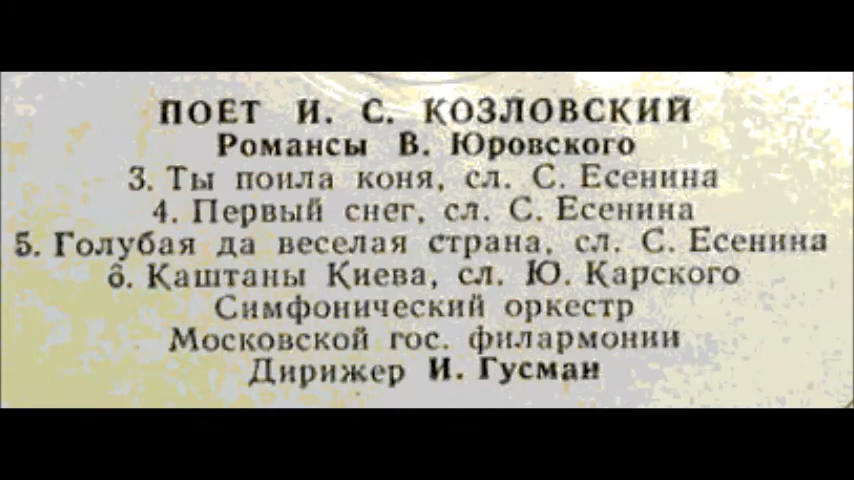 ПОЕТ И. С. КОЗЛОВСКИЙ
Романсы В. Юровского
3. Ты поила коня, сл. С. Есенина
4. Первый снег, сл. С. Есенина
5. Голубая да веселая страна, сл. С. Есенина
6. Каштаны Киева, сл. Ю. Карского
Симфонический оркестр
Московской гос. филармонии
Дирижер И. Гусман